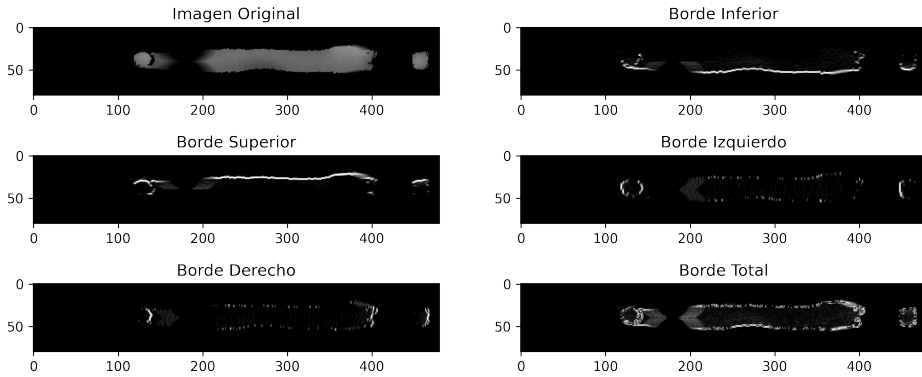 Imagen Original
0
50
0 100 200 300 400
Borde Inferior
0
50
0 100 200 300 400
Borde Superior
0
50
0 100 200 300 400
Borde Izquierdo
0
50
0 100 200 300 400
Borde Derecho
0
50
0 100 200 300 400
Borde Total
0
50
0 100 200 300 400